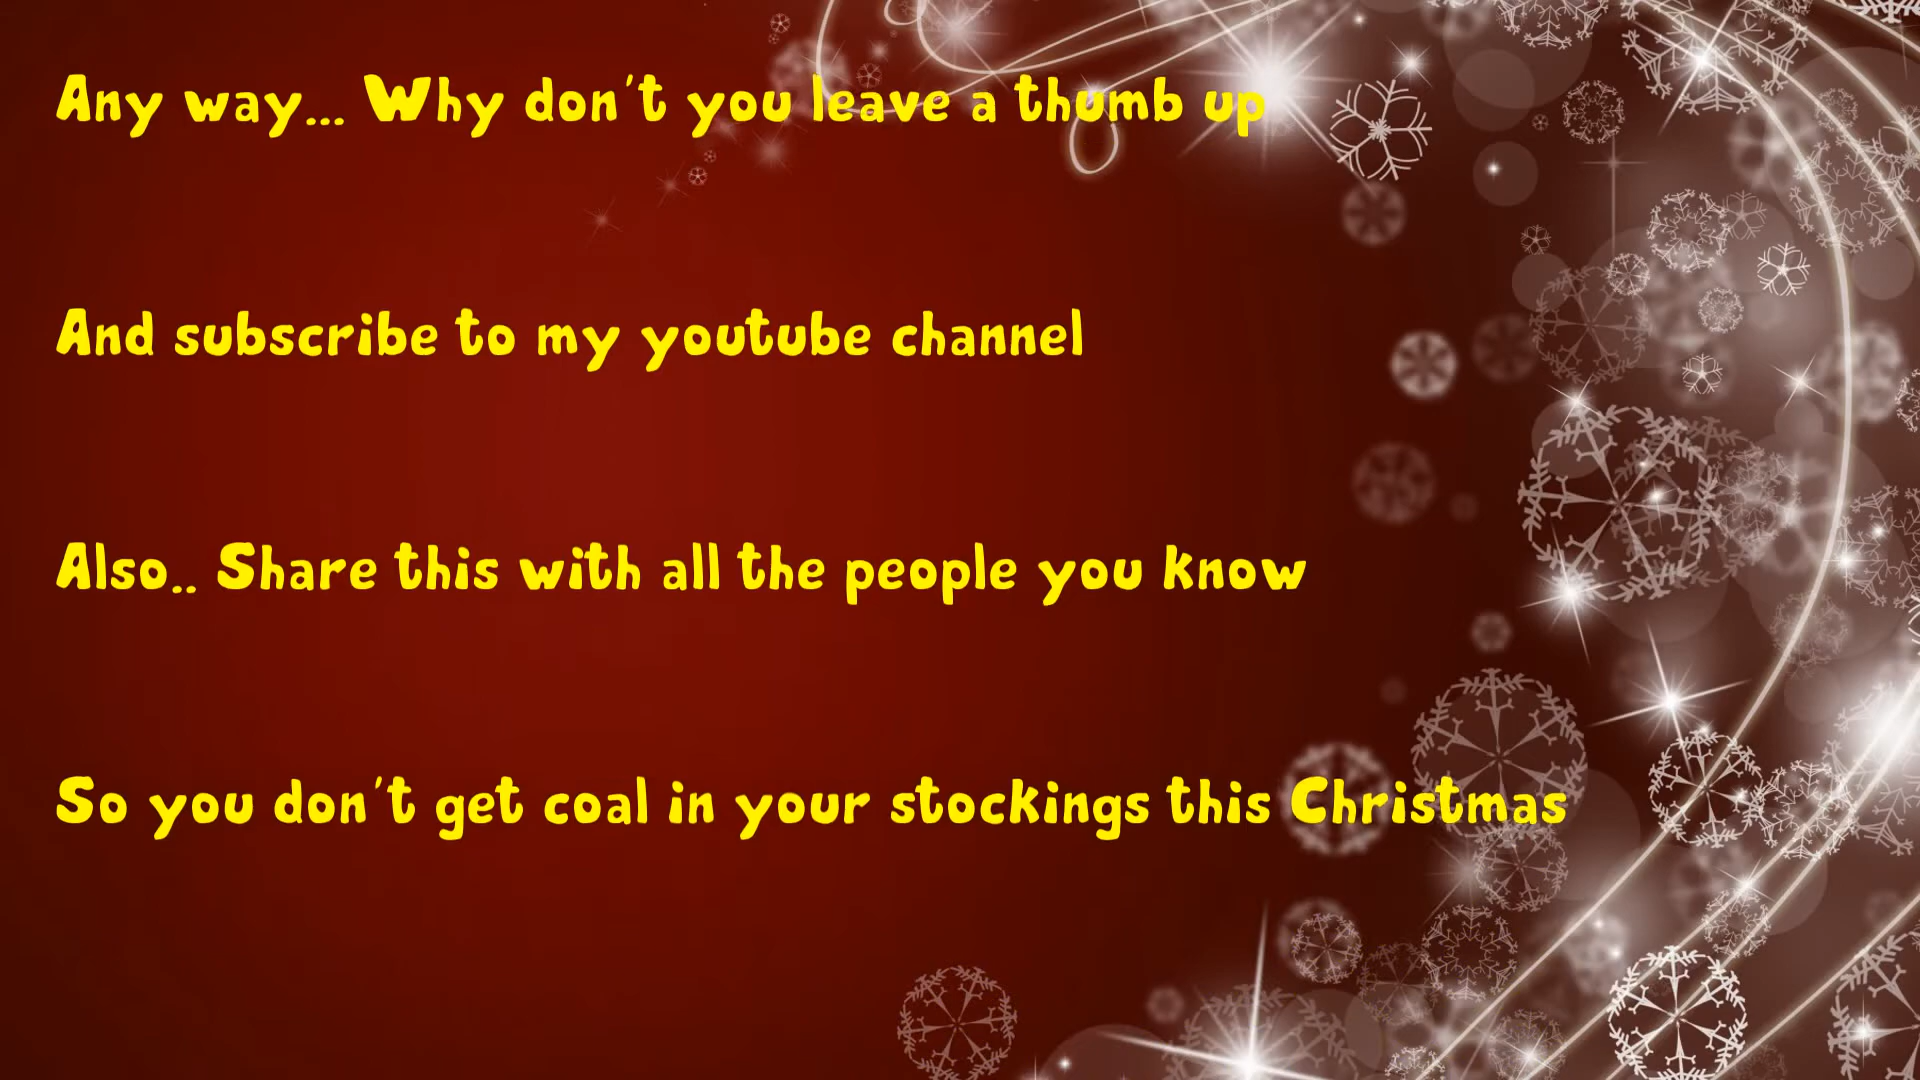 Any way... Why don't you leave a thumb up
And subscribe to my youtube channel
Also.. Share this with all the people you know
So you don't get coal in your stockings this Christmas